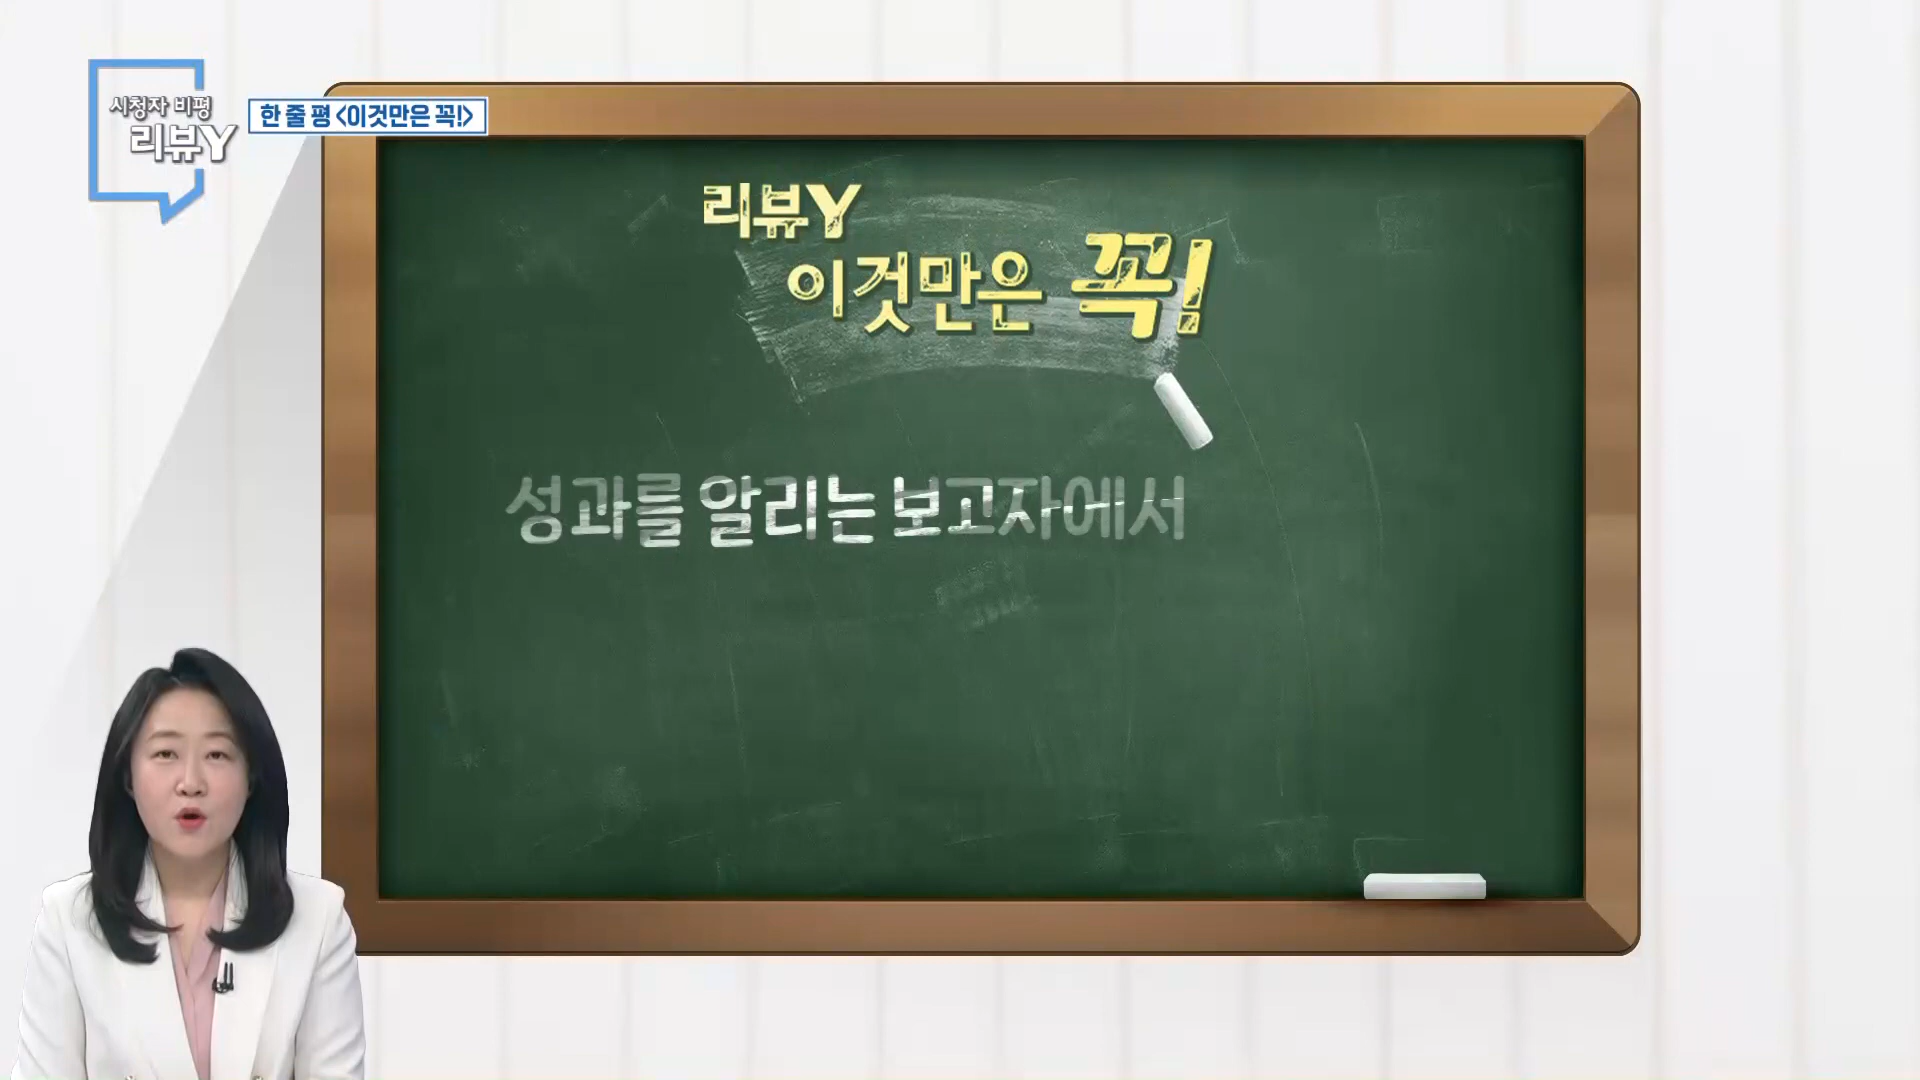 시청자 비평
리뷰Y
한 줄 평 <이것만은 꼭!>
리뷰Y
이것만은 꼭!
성과를 알리는 보고자에서